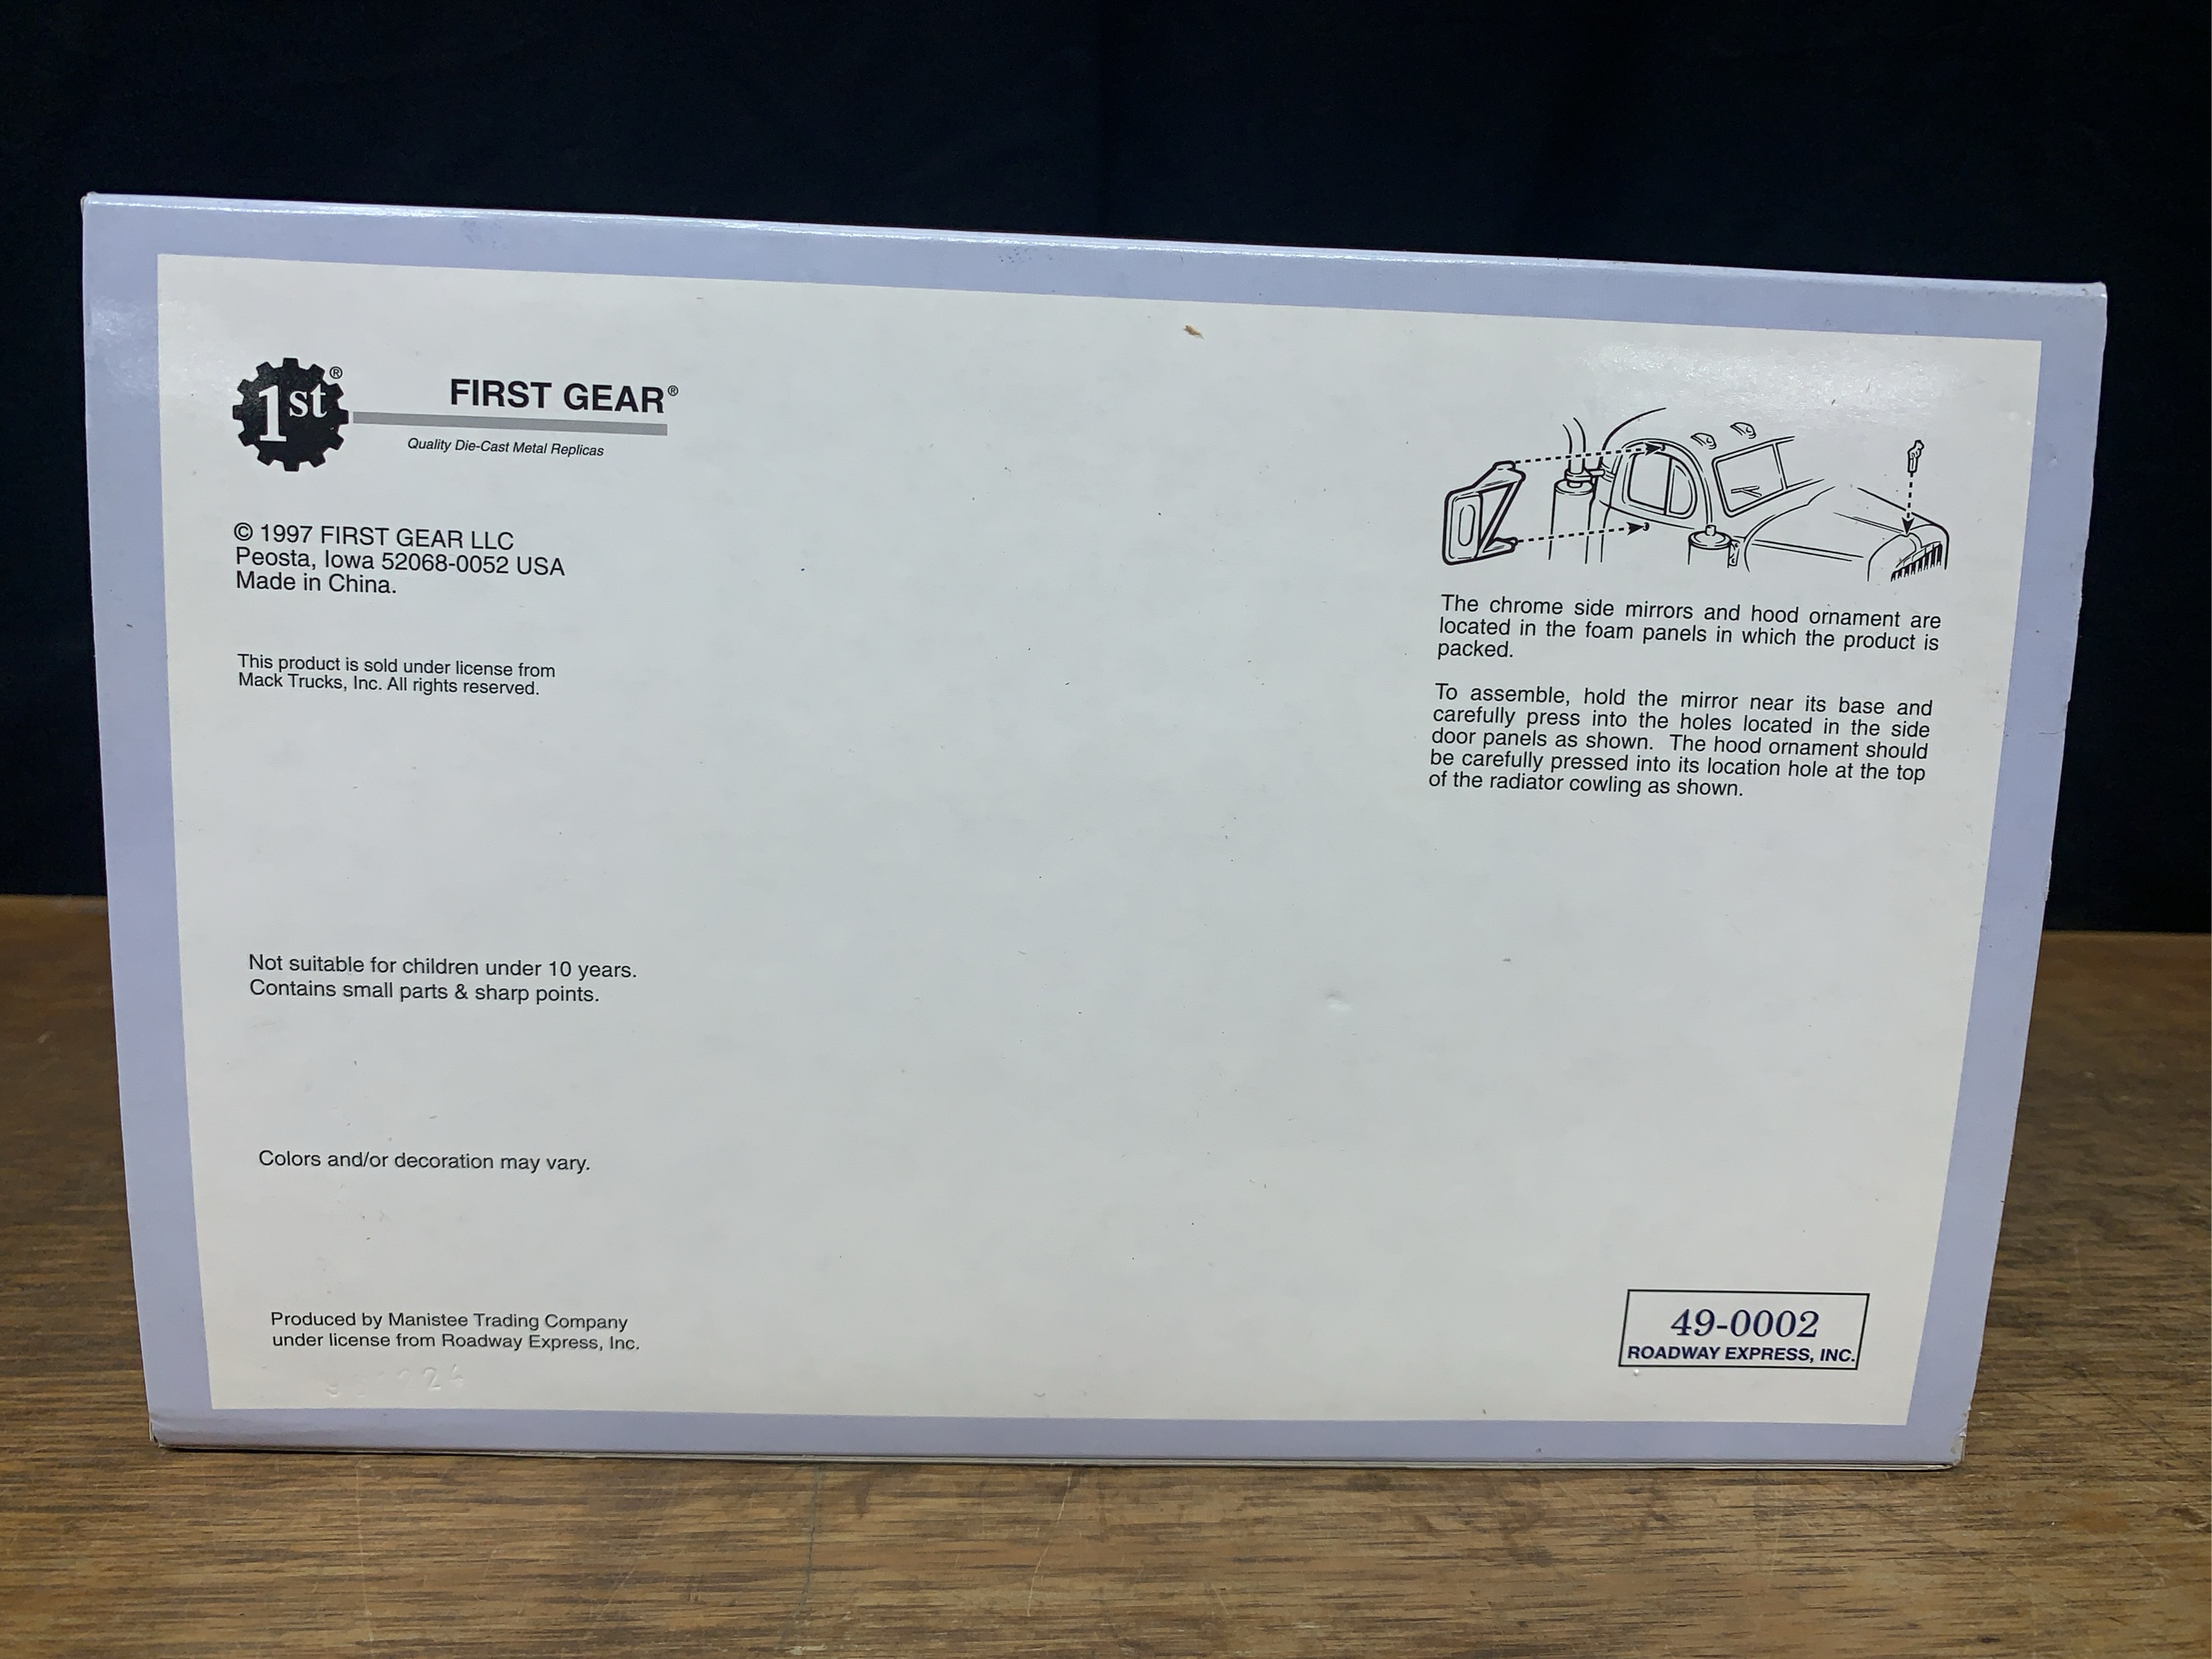 1st®
FIRST GEAR®
Quality Die-Cast Metal Replicas
© 1997 FIRST GEAR LLC
Peosta, Iowa 52068-0052 USA
Made in China.
This product is sold under license from
Mack Trucks, Inc. All rights reserved.
Not suitable for children under 10 years.
Contains small parts & sharp points.
Colors and/or decoration may vary.
Produced by Manistee Trading Company
under license from Roadway Express, Inc.
The chrome side mirrors and hood ornament are
located in the foam panels in which the product is
packed.
To assemble, hold the mirror near its base and
carefully press into the holes located in the side
door panels as shown. The hood ornament should
be carefully pressed into its location hole at the top
of the radiator cowling as shown.
49-0002
ROADWAY EXPRESS, INC.